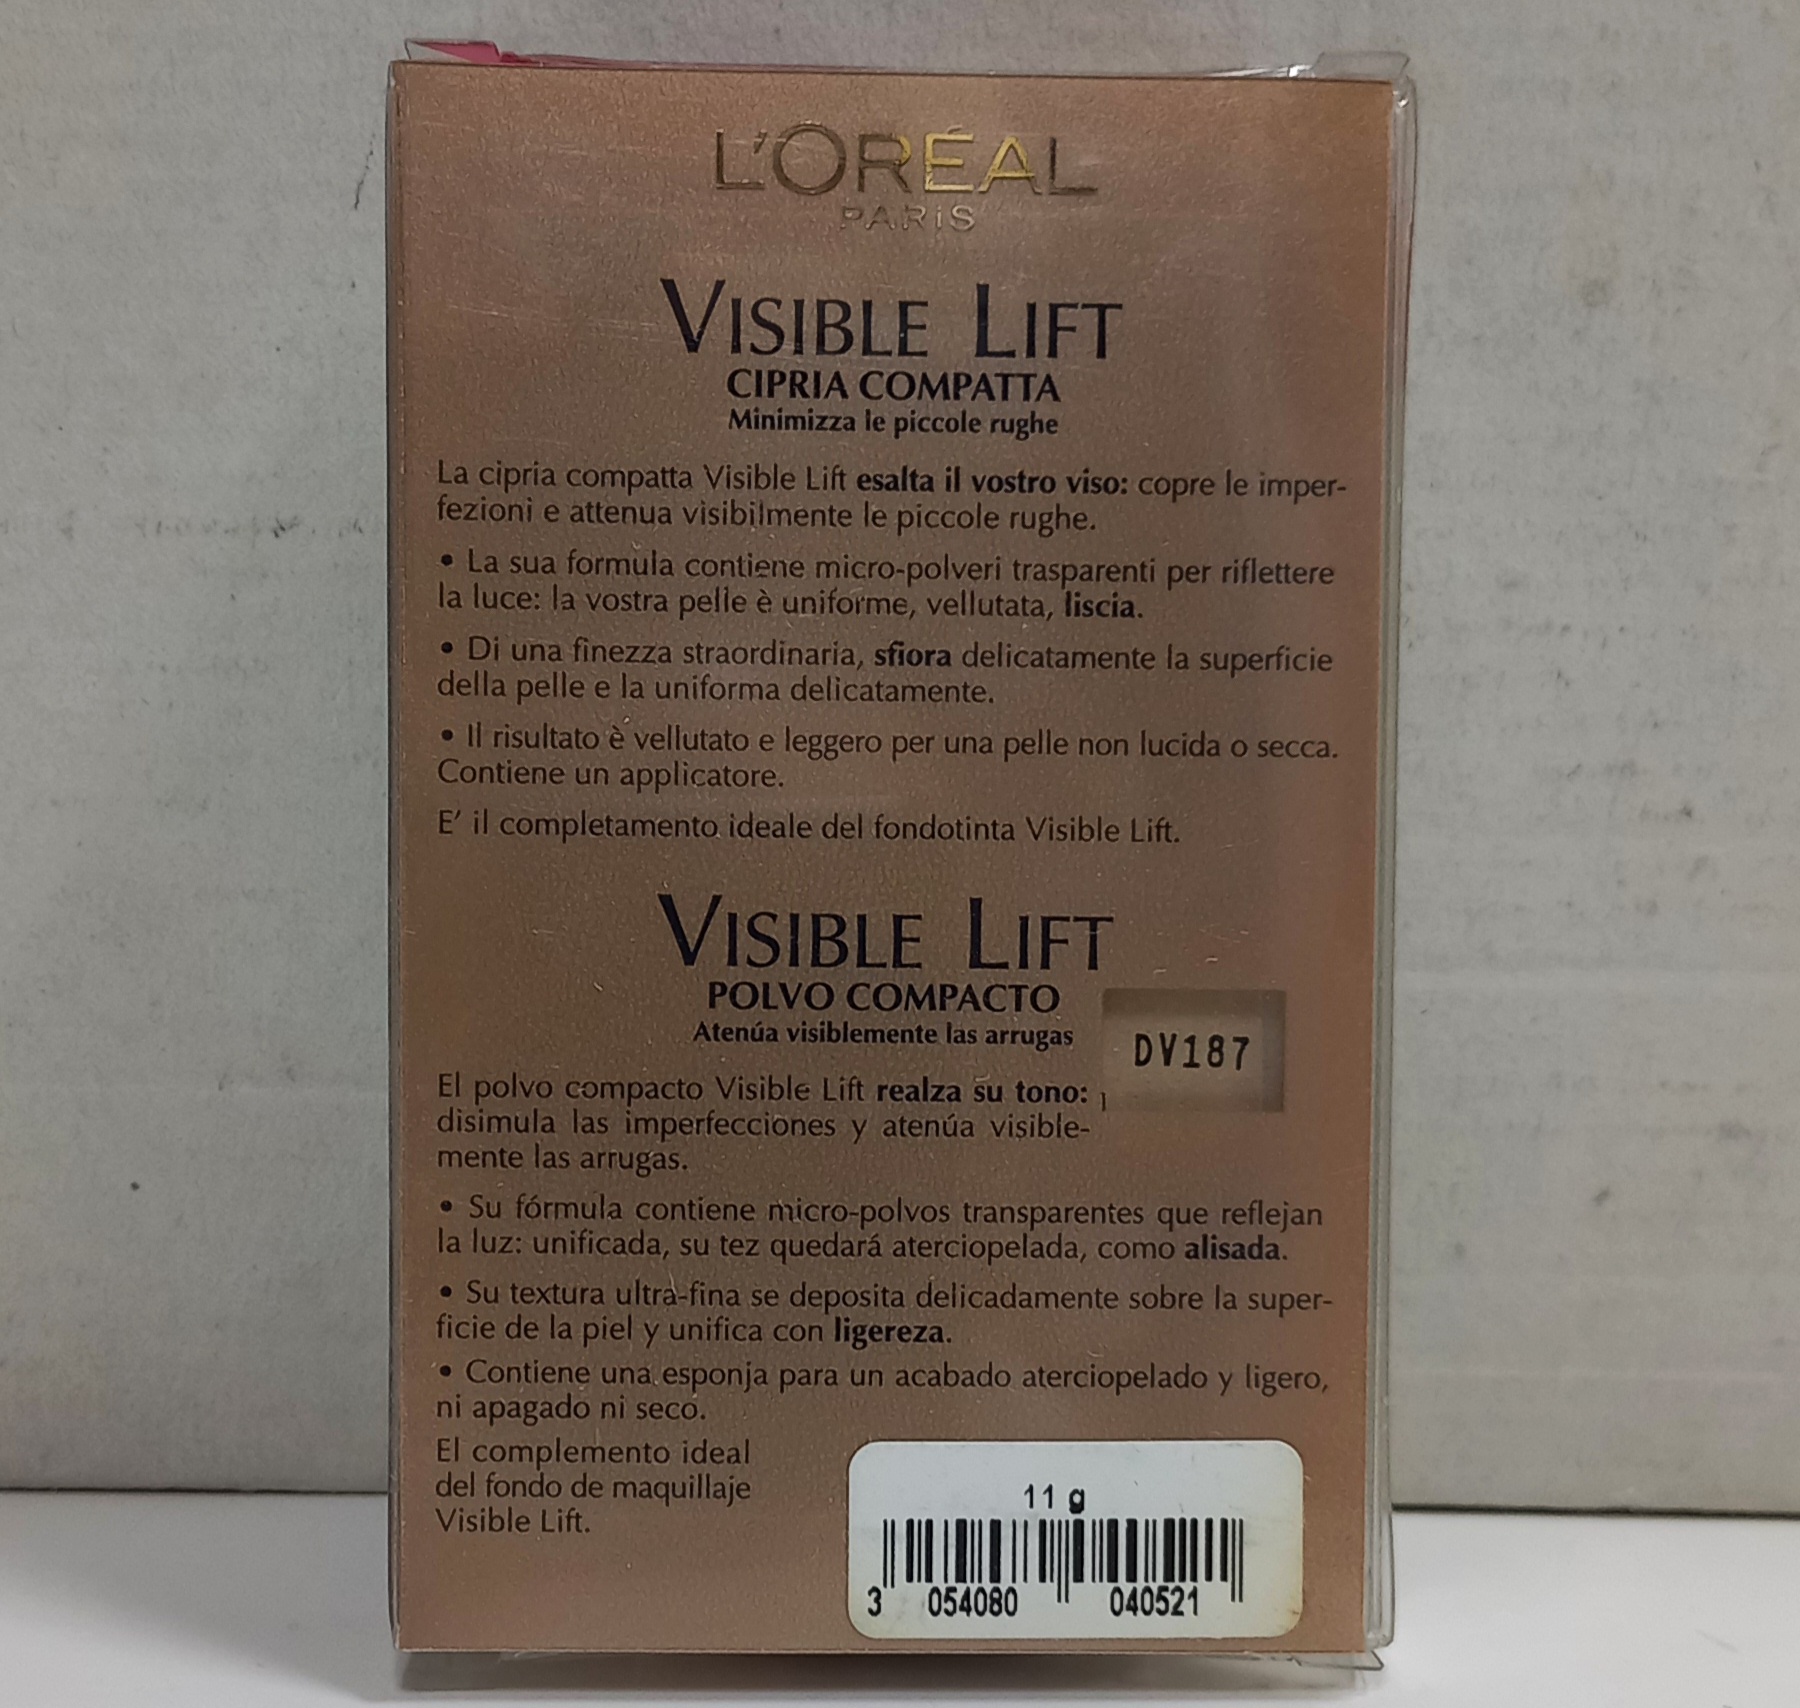 L'ORÉAL
PARIS
VISIBLE LIFT
CIPRIA COMPATTA
Minimizza le piccole rughe
La cipria compatta Visible Lift esalta il vostro viso: copre le imper-
fezioni e attenua visibilmente le piccole rughe.
• La sua formula contiene micro-polveri trasparenti per riflettere
la luce: la vostra pelle è uniforme, vellutata, liscia.
• Di una finezza straordinaria, sfiora delicatamente la superficie
della pelle e la uniforma delicatamente.
• Il risultato è vellutato e leggero per una pelle non lucida o secca.
Contiene un applicatore.
E' il completamento ideale del fondotinta Visible Lift.
VISIBLE LIFT
POLVO COMPACTO
Atenúa visiblemente las arrugas
DV187
El polvo compacto Visible Lift realza su tono:
disimula las imperfecciones y atenúa visible-
mente las arrugas.
• Su fórmula contiene micro-polvos transparentes que reflejan
la luz: unificada, su tez quedará aterciopelada, como alisada.
• Su textura ultra-fina se deposita delicadamente sobre la super-
ficie de la piel y unifica con ligereza.
• Contiene una esponja para un acabado aterciopelado y ligero,
ni apagado ni seco.
El complemento ideal
del fondo de maquillaje
Visible Lift.
11 g
3 054080 040521